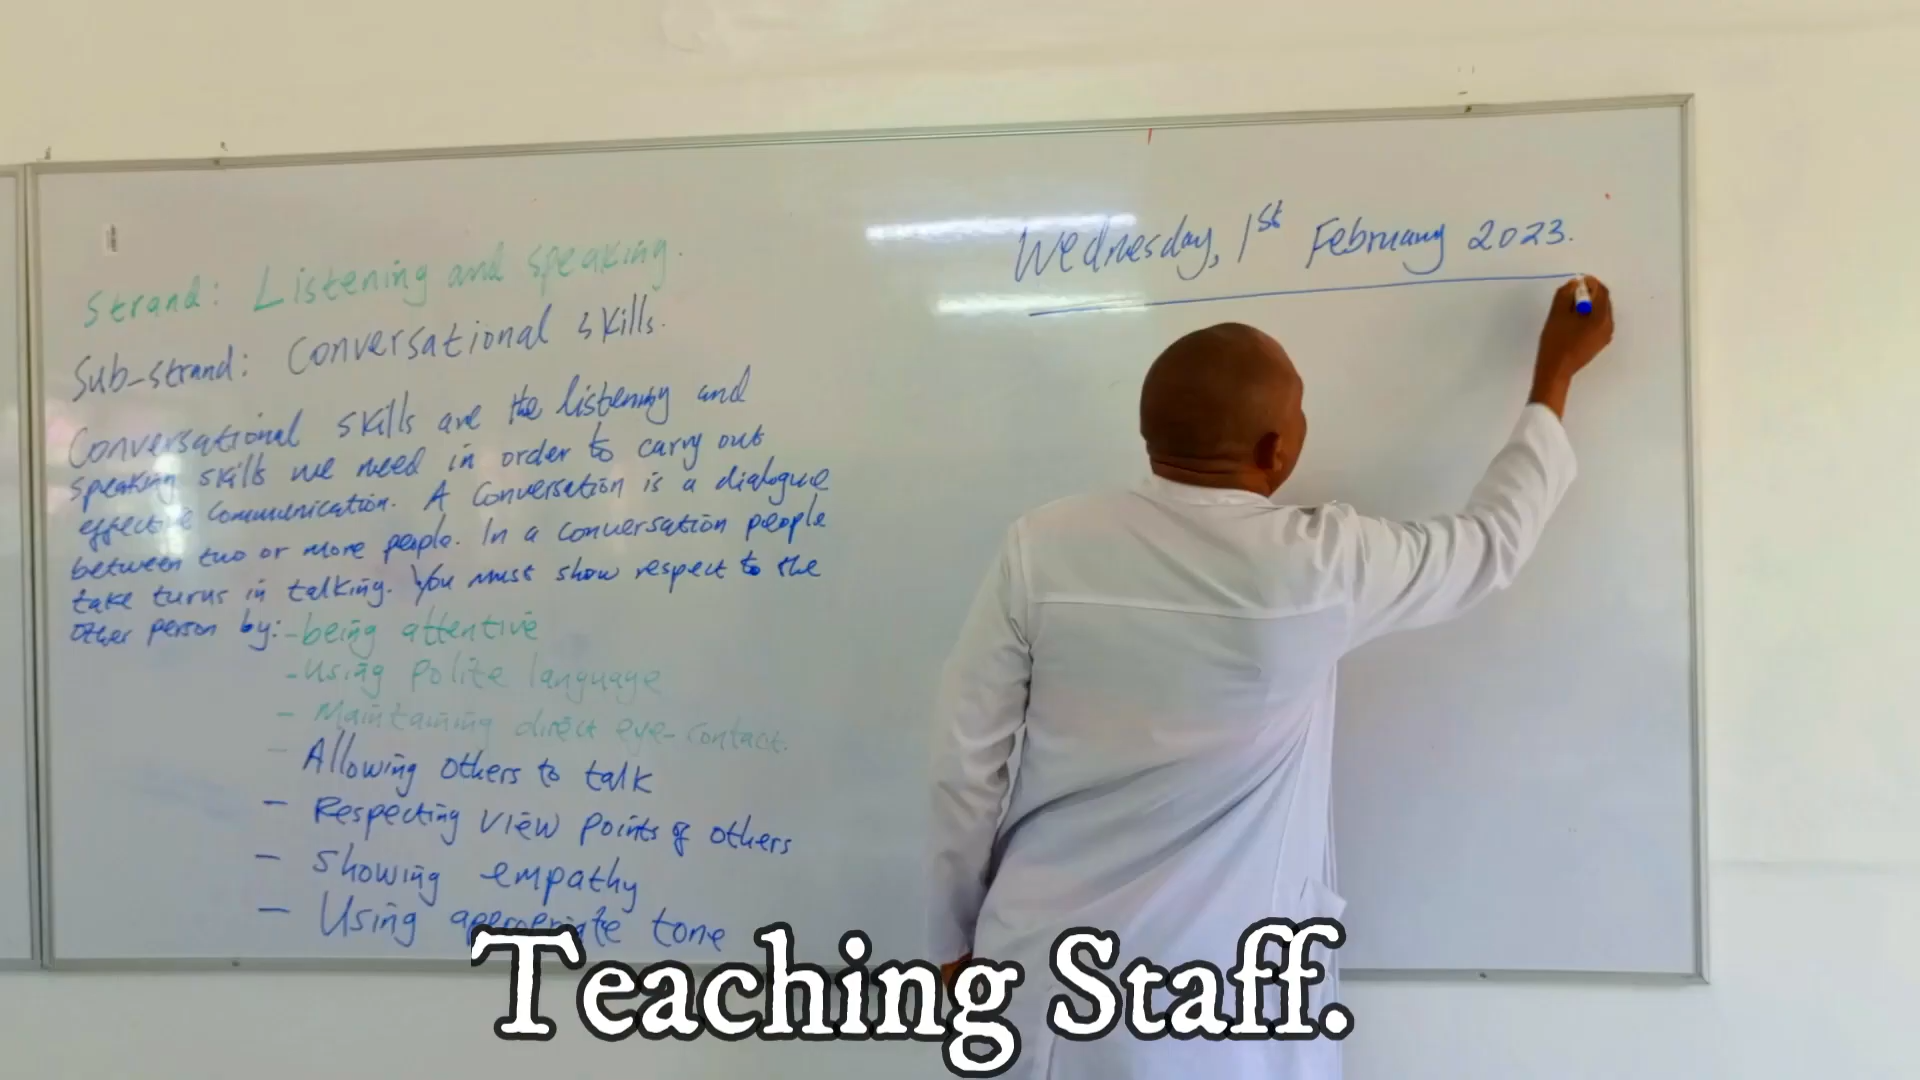 Strand: Listening and speaking.
Sub-strand: Conversational skills.
Conversational skills are the listening and
speaking skills we need in order to carry out
effective communication. A conversation is a dialogue
between two or more people. In a conversation people
take turns in talking. You must show respect to the
other person by: - being attentive
- Using polite language
- Maintaining direct eye-contact.
- Allowing others to talk
- Respecting view points of others
- Showing empathy
- Using appropriate tone
Wednesday, 1st February 2023.
Teaching Staff.